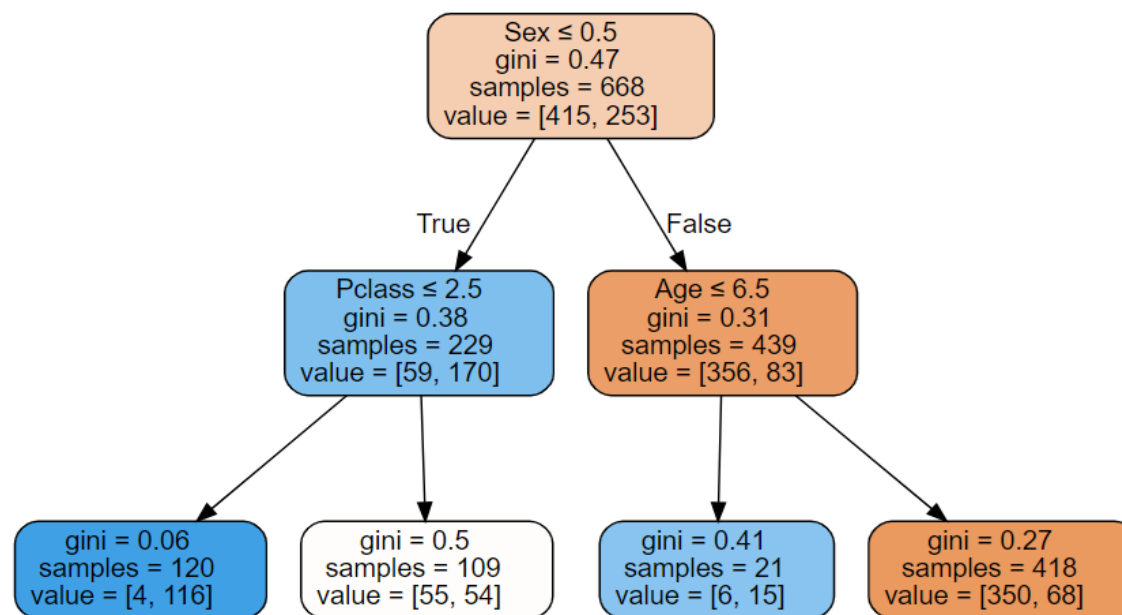 Sex ≤ 0.5
gini = 0.47
samples = 668
value = [415, 253]
True
False
Pclass ≤ 2.5
gini = 0.38
samples = 229
value = [59, 170]
Age ≤ 6.5
gini = 0.31
samples = 439
value = [356, 83]
gini = 0.06
samples = 120
value = [4, 116]
gini = 0.5
samples = 109
value = [55, 54]
gini = 0.41
samples = 21
value = [6, 15]
gini = 0.27
samples = 418
value = [350, 68]